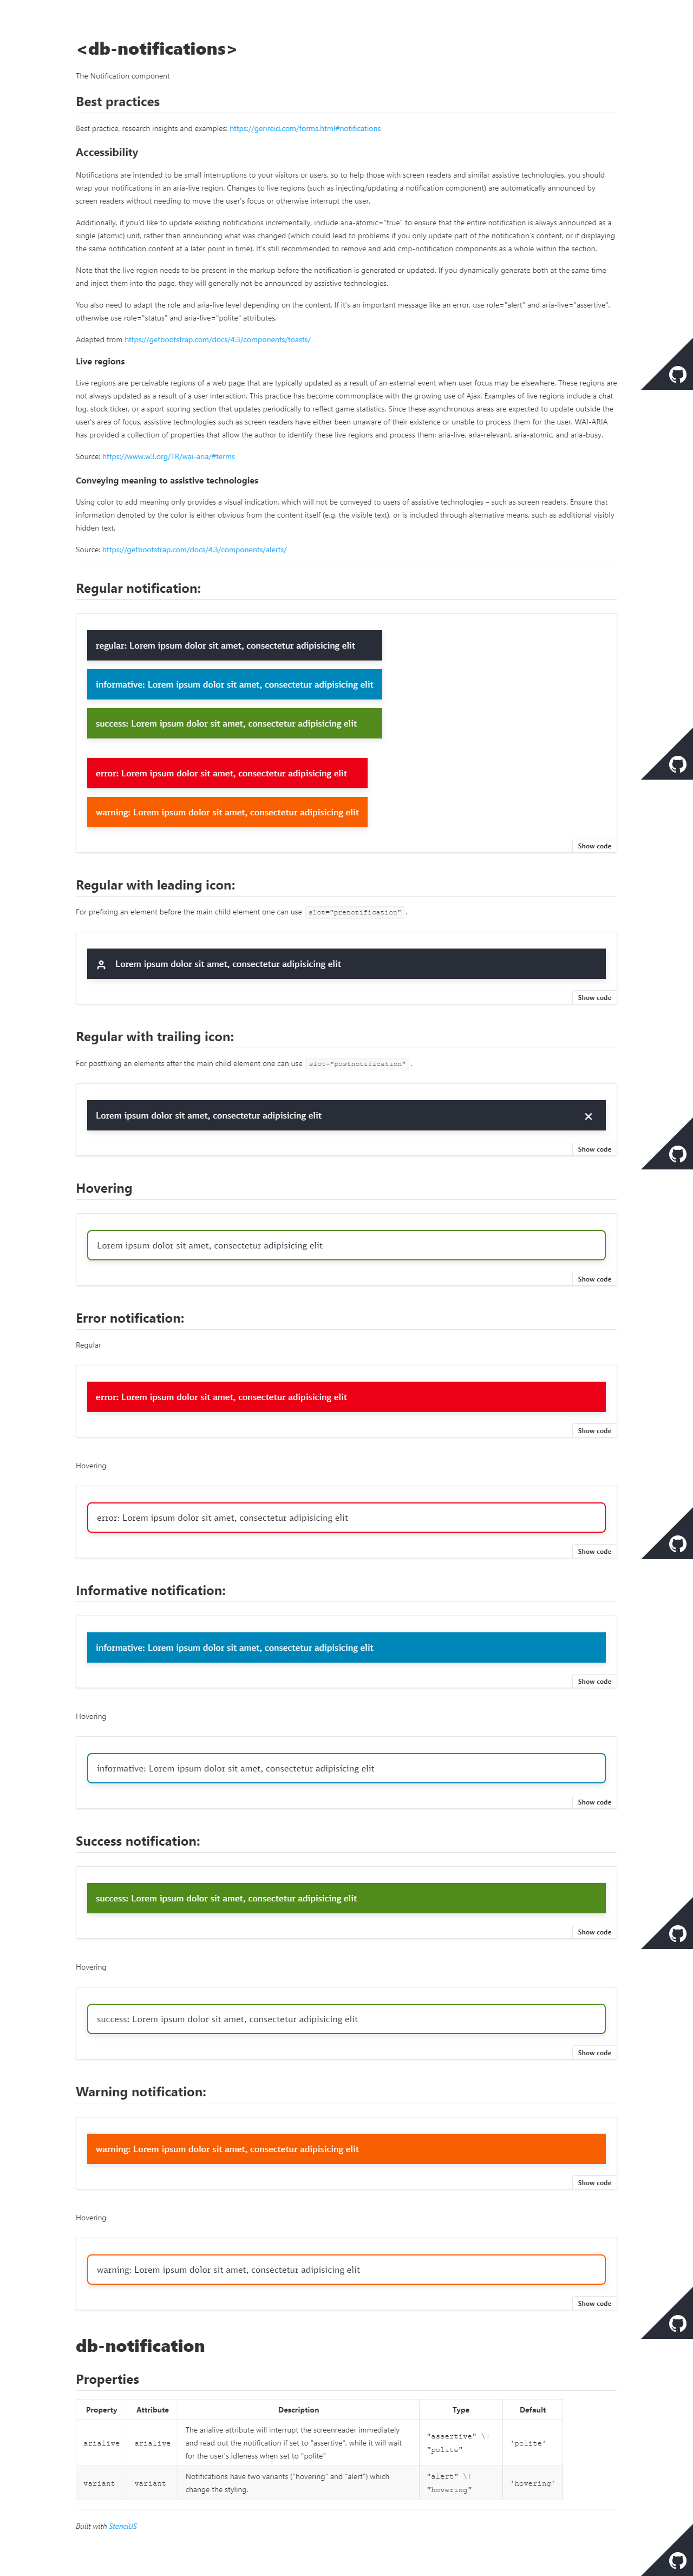 <db-notifications>
The Notification component
Best practices
Best practice, research insights and examples: https://gerireid.com/forms.html#notifications
Accessibility
Notifications are intended to be small interruptions to your visitors or users, so to help those with screen readers and similar assistive technologies, you should
wrap your notifications in an aria-live region. Changes to live regions (such as injecting/updating a notification component) are automatically announced by
screen readers without needing to move the user's focus or otherwise interrupt the user.
Additionally, if you'd like to update existing notifications incrementally, include aria-atomic="true" to ensure that the entire notification is always announced as a
single (atomic) unit, rather than announcing what was changed (which could lead to problems if you only update part of the notification's content, or if displaying
the same notification content at a later point in time). It's still recommended to remove and add cmp-notification components as a whole within the section.
Note that the live region needs to be present in the markup before the notification is generated or updated. If you dynamically generate both at the same time
and inject them into the page, they will generally not be announced by assistive technologies.
You also need to adapt the role and aria-live level depending on the content. If it's an important message like an error, use role="alert" and aria-live="assertive",
otherwise use role="status" and aria-live="polite" attributes.
Adapted from https://getbootstrap.com/docs/4.3/components/toasts/
Live regions
Live regions are perceivable regions of a web page that are typically updated as a result of an external event when user focus may be elsewhere. These regions are
not always updated as a result of a user interaction. This practice has become commonplace with the growing use of Ajax. Examples of live regions include a chat
log, stock ticker, or a sport scoring section that updates periodically to reflect game statistics. Since these asynchronous areas are expected to update outside the
user's area of focus, assistive technologies such as screen readers have either been unaware of their existence or unable to process them for the user. WAI-ARIA
has provided a collection of properties that allow the author to identify these live regions and process them: aria-live, aria-relevant, aria-atomic, and aria-busy.
Source: https://www.w3.org/TR/wai-aria/#terms
Conveying meaning to assistive technologies
Using color to add meaning only provides a visual indication, which will not be conveyed to users of assistive technologies – such as screen readers. Ensure that
information denoted by the color is either obvious from the content itself (e.g. the visible text), or is included through alternative means, such as additional visibly
hidden text.
Source: https://getbootstrap.com/docs/4.3/components/alerts/
Regular notification:
regular: Lorem ipsum dolor sit amet, consectetur adipisicing elit
informative: Lorem ipsum dolor sit amet, consectetur adipisicing elit
success: Lorem ipsum dolor sit amet, consectetur adipisicing elit
error: Lorem ipsum dolor sit amet, consectetur adipisicing elit
warning: Lorem ipsum dolor sit amet, consectetur adipisicing elit
Show code
Regular with leading icon:
For prefixing an element before the main child element one can use slot="prenotification".
Lorem ipsum dolor sit amet, consectetur adipisicing elit
Show code
Regular with trailing icon:
For postfixing an elements after the main child element one can use slot="postnotification".
Lorem ipsum dolor sit amet, consectetur adipisicing elit
Show code
Hovering
Lorem ipsum dolor sit amet, consectetur adipisicing elit
Show code
Error notification:
Regular
error: Lorem ipsum dolor sit amet, consectetur adipisicing elit
Show code
Hovering
error: Lorem ipsum dolor sit amet, consectetur adipisicing elit
Show code
Informative notification:
informative: Lorem ipsum dolor sit amet, consectetur adipisicing elit
Show code
Hovering
informative: Lorem ipsum dolor sit amet, consectetur adipisicing elit
Show code
Success notification:
success: Lorem ipsum dolor sit amet, consectetur adipisicing elit
Show code
Hovering
success: Lorem ipsum dolor sit amet, consectetur adipisicing elit
Show code
Warning notification:
warning: Lorem ipsum dolor sit amet, consectetur adipisicing elit
Show code
Hovering
warning: Lorem ipsum dolor sit amet, consectetur adipisicing elit
Show code
db-notification
Properties
Property Attribute Description Type Default
arialive arialive The arialive attribute will interrupt the screenreader immediately "assertive" \| 'polite'
and read out the notification if set to "assertive", while it will wait "polite"
for the user's idleness when set to "polite"
variant variant Notifications have two variants ("hovering" and "alert") which "alert" \| 'hovering'
change the styling. "hovering"
Built with StencilJS